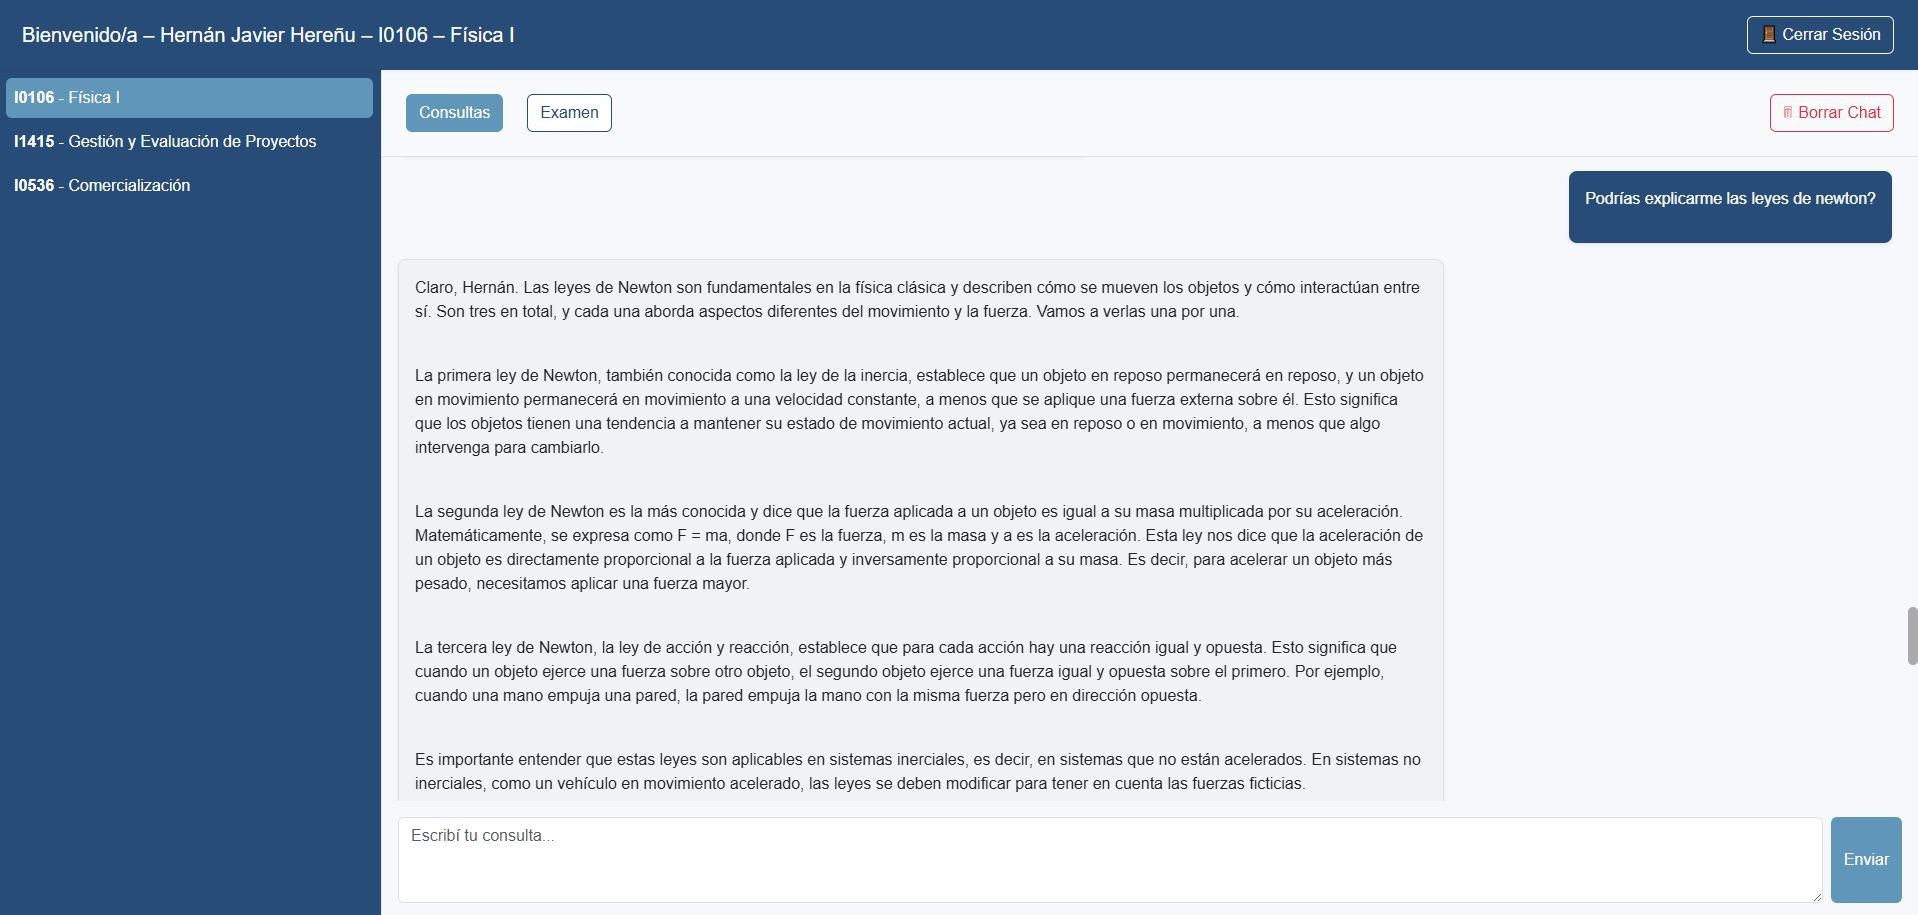 Bienvenido/a – Hernán Javier Hereñu – I0106 – Física I
Cerrar Sesión
I0106 - Física I
I1415 - Gestión y Evaluación de Proyectos
I0536 - Comercialización
Consultas
Examen
Borrar Chat
Podrías explicarme las leyes de newton?
Claro, Hernán. Las leyes de Newton son fundamentales en la física clásica y describen cómo se mueven los objetos y cómo interactúan entre
sí. Son tres en total, y cada una aborda aspectos diferentes del movimiento y la fuerza. Vamos a verlas una por una.
La primera ley de Newton, también conocida como la ley de la inercia, establece que un objeto en reposo permanecerá en reposo, y un objeto
en movimiento permanecerá en movimiento a una velocidad constante, a menos que se aplique una fuerza externa sobre él. Esto significa
que los objetos tienen una tendencia a mantener su estado de movimiento actual, ya sea en reposo o en movimiento, a menos que algo
intervenga para cambiarlo.
La segunda ley de Newton es la más conocida y dice que la fuerza aplicada a un objeto es igual a su masa multiplicada por su aceleración.
Matemáticamente, se expresa como F = ma, donde F es la fuerza, m es la masa y a es la aceleración. Esta ley nos dice que la aceleración de
un objeto es directamente proporcional a la fuerza aplicada y inversamente proporcional a su masa. Es decir, para acelerar un objeto más
pesado, necesitamos aplicar una fuerza mayor.
La tercera ley de Newton, la ley de acción y reacción, establece que para cada acción hay una reacción igual y opuesta. Esto significa que
cuando un objeto ejerce una fuerza sobre otro objeto, el segundo objeto ejerce una fuerza igual y opuesta sobre el primero. Por ejemplo,
cuando una mano empuja una pared, la pared empuja la mano con la misma fuerza pero en dirección opuesta.
Es importante entender que estas leyes son aplicables en sistemas inerciales, es decir, en sistemas que no están acelerados. En sistemas no
inerciales, como un vehículo en movimiento acelerado, las leyes se deben modificar para tener en cuenta las fuerzas ficticias.
Escribí tu consulta...
Enviar